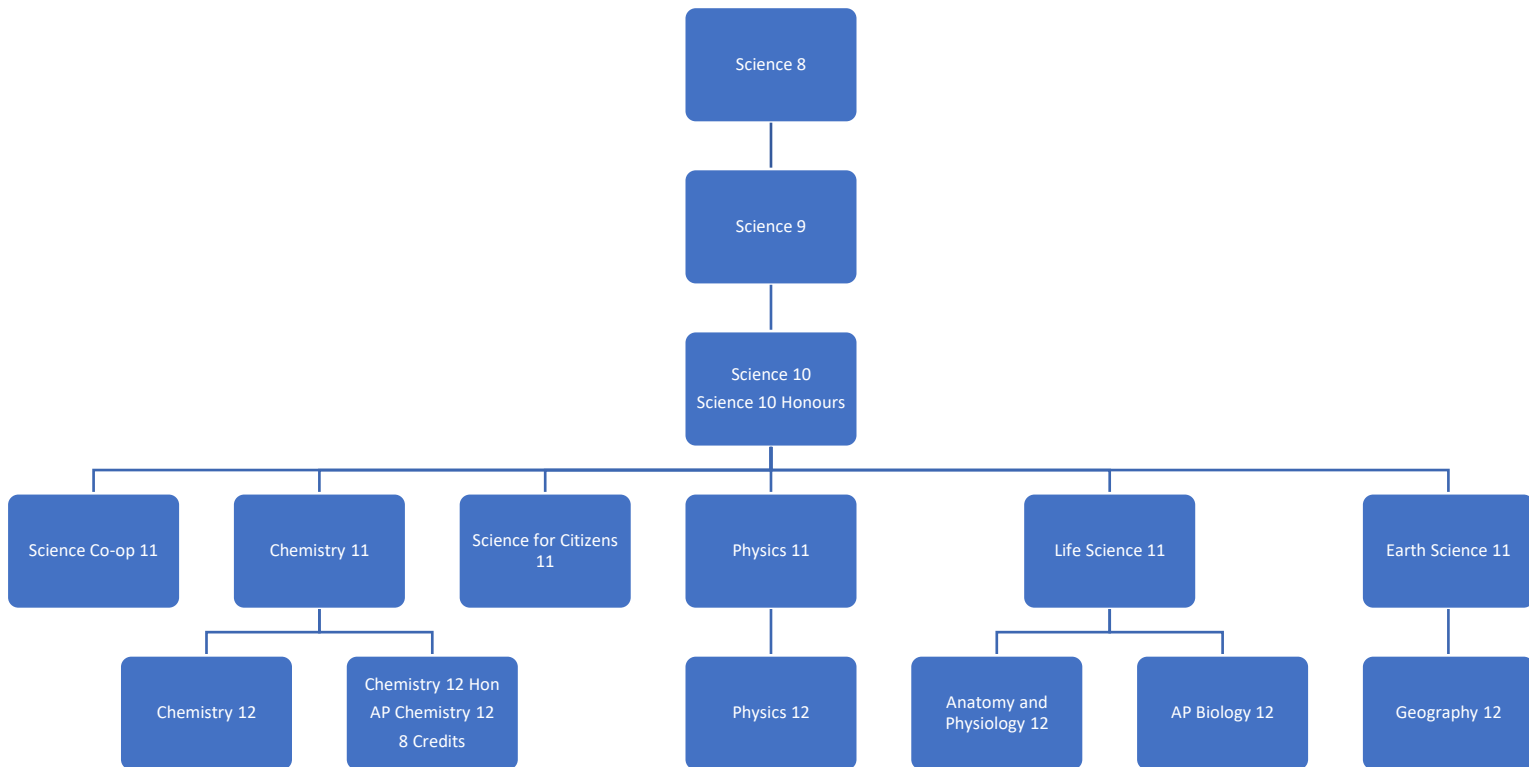 Science 8
Science 9
Science 10
Science 10 Honours
Science Co-op 11
Chemistry 11
Science for Citizens
11
Physics 11
Life Science 11
Earth Science 11
Chemistry 12
Chemistry 12 Hon
AP Chemistry 12
8 Credits
Physics 12
Anatomy and
Physiology 12
AP Biology 12
Geography 12